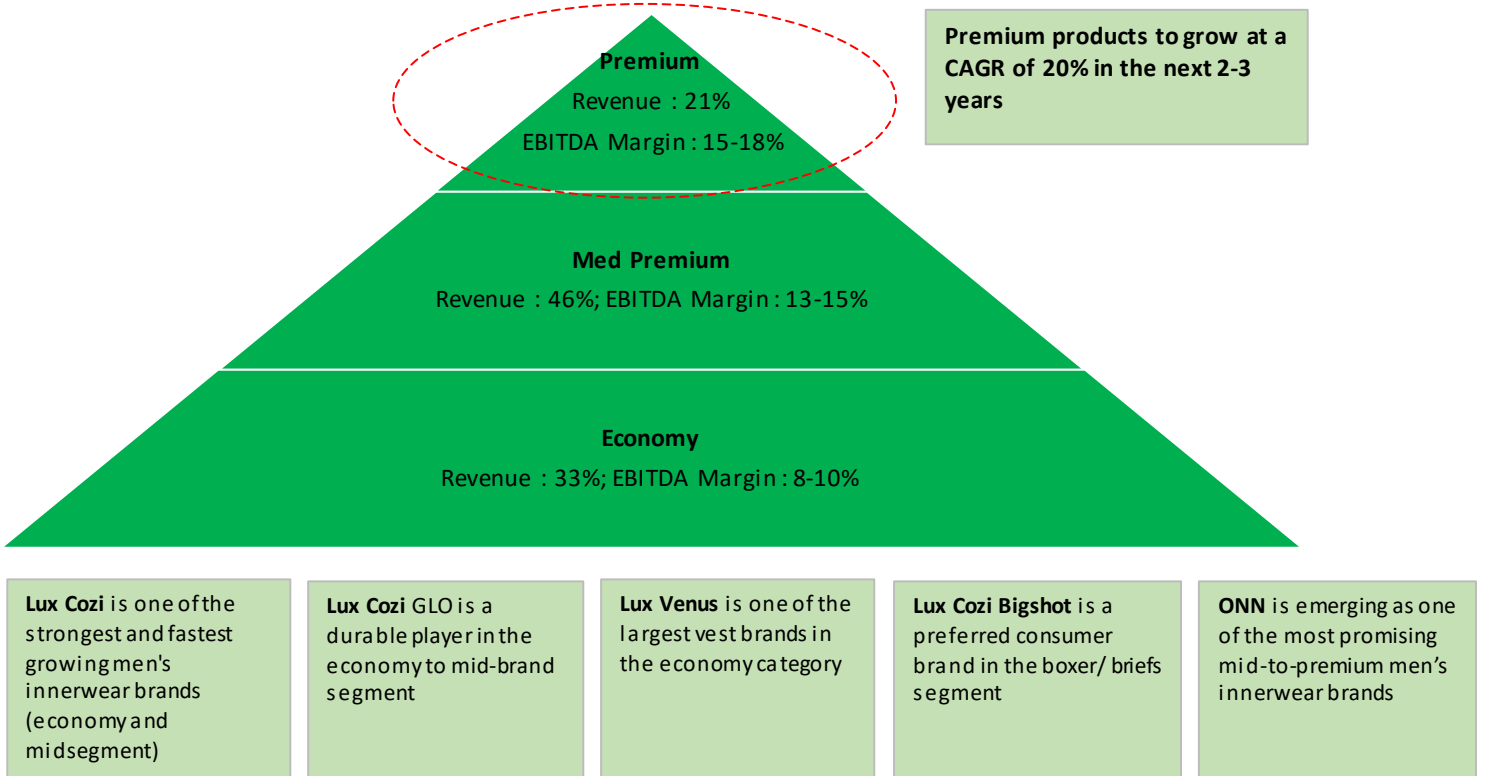 Premium
Revenue : 21%
EBITDA Margin : 15-18%
Premium products to grow at a
CAGR of 20% in the next 2-3
years
Med Premium
Revenue : 46%; EBITDA Margin : 13-15%
Economy
Revenue : 33%; EBITDA Margin : 8-10%
Lux Cozi is one of the
strongest and fastest
growing men's
innerwear brands
(economy and
midsegment)
Lux Cozi GLO is a
durable player in the
economy to mid-brand
segment
Lux Venus is one of the
largest vest brands in
the economy category
Lux Cozi Bigshot is a
preferred consumer
brand in the boxer/ briefs
segment
ONN is emerging as one
of the most promising
mid-to-premium men’s
innerwear brands